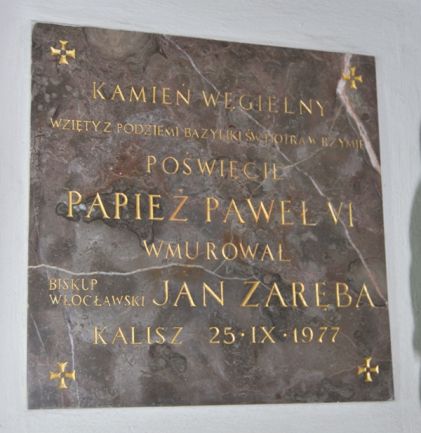 KAMIEŃ WĘGIELNY
WZIĘTY Z PODZIEMI BAZYLIKI ŚW. PIOTRA W RZYMIE
POŚWIĘCIŁ
PAPIEŻ PAWEŁ VI
WMUROWAŁ
BISKUP
WŁOCŁAWSKI JAN ZARĘBA
KALISZ 25·IX·1977